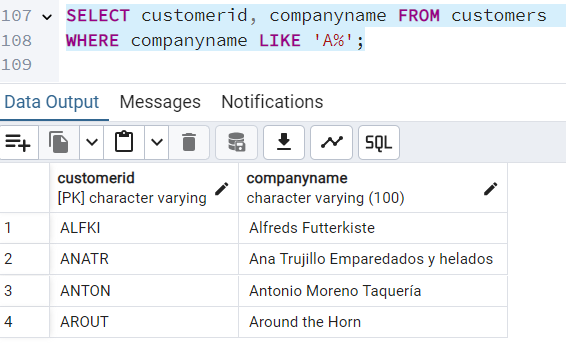 107 SELECT customerid, companyname FROM customers
108 WHERE companyname LIKE 'A%';
109
Data Output Messages Notifications
SQL
customerid companyname
[PK] character varying character varying (100)
1 ALFKI Alfreds Futterkiste
2 ANATR Ana Trujillo Emparedados y helados
3 ANTON Antonio Moreno Taquería
4 AROUT Around the Horn